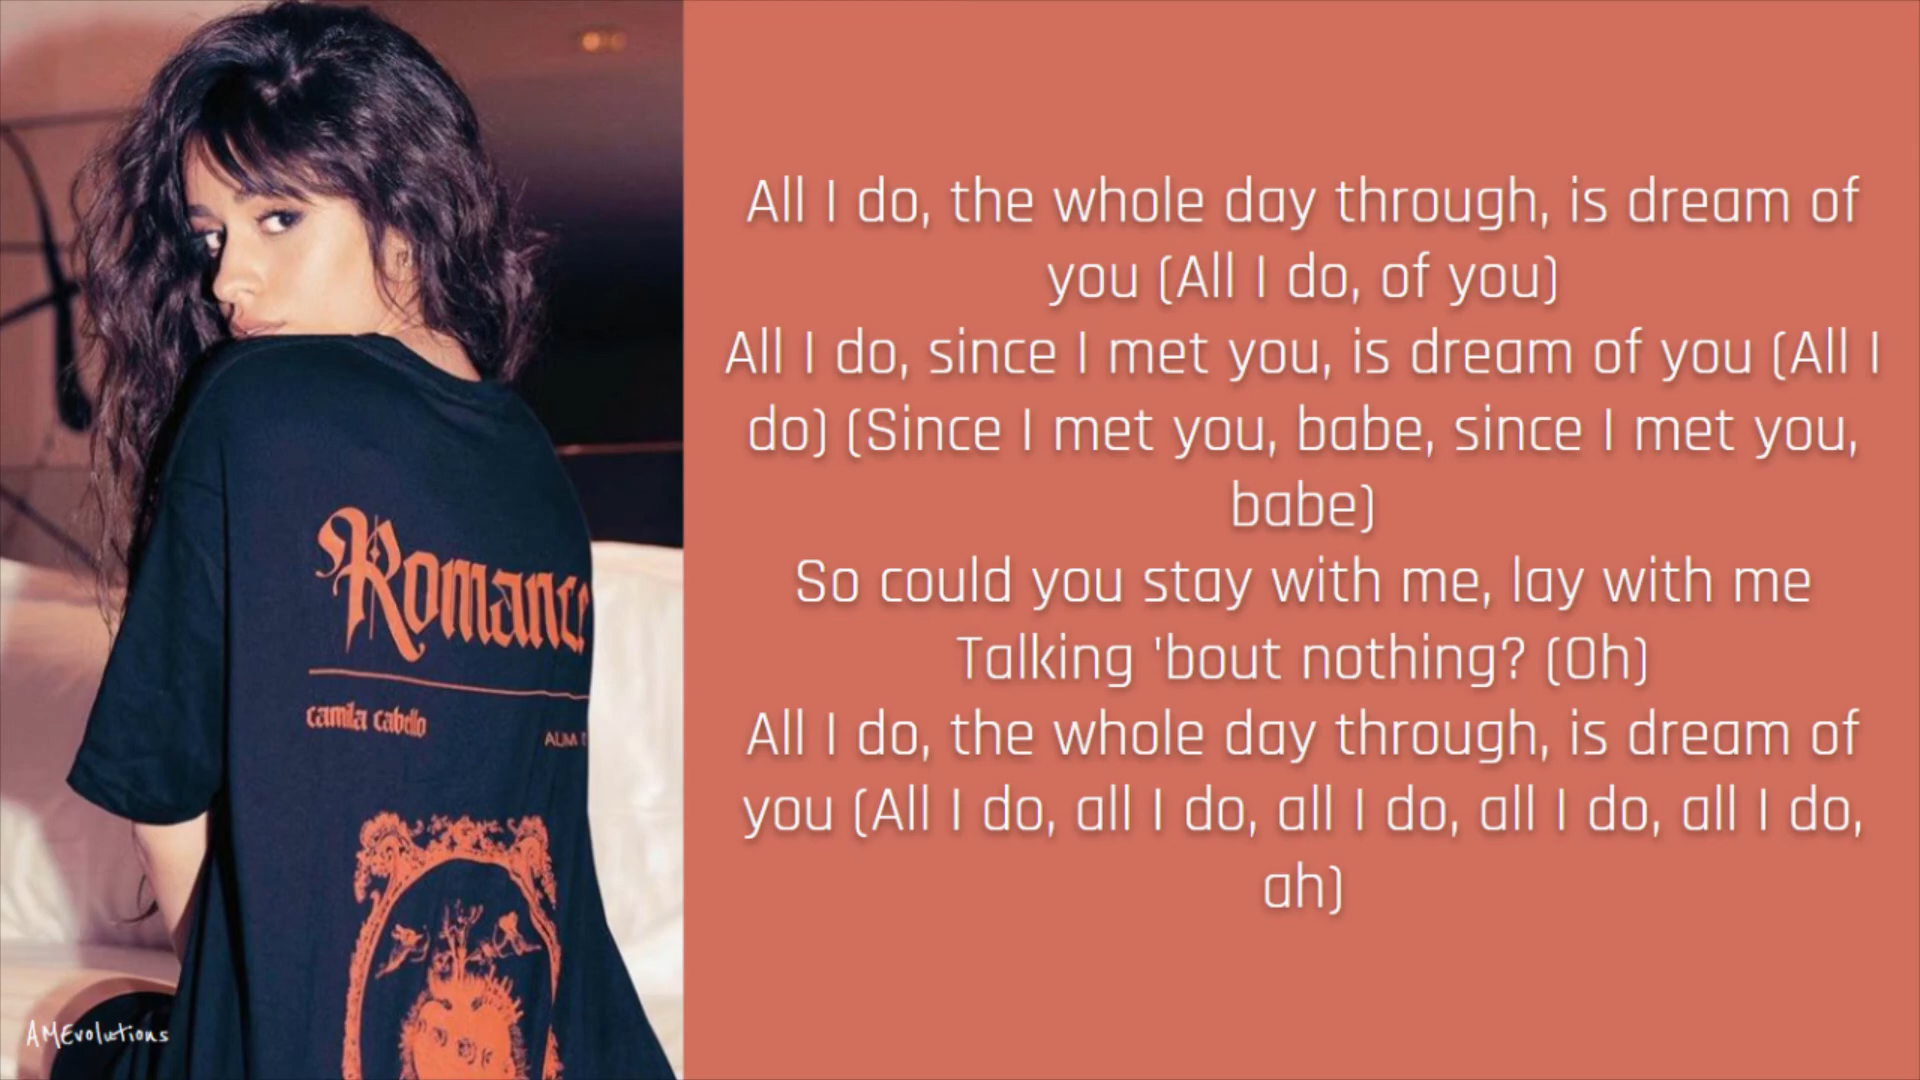 All I do, the whole day through, is dream of
you (All I do, of you)
All I do, since I met you, is dream of you (All I
do) (Since I met you, babe, since I met you,
babe)
So could you stay with me, lay with me
Talking 'bout nothing? (Oh)
All I do, the whole day through, is dream of
you (All I do, all I do, all I do, all I do, all I do,
ah)
Romance
camila cabello
AMEvolutions